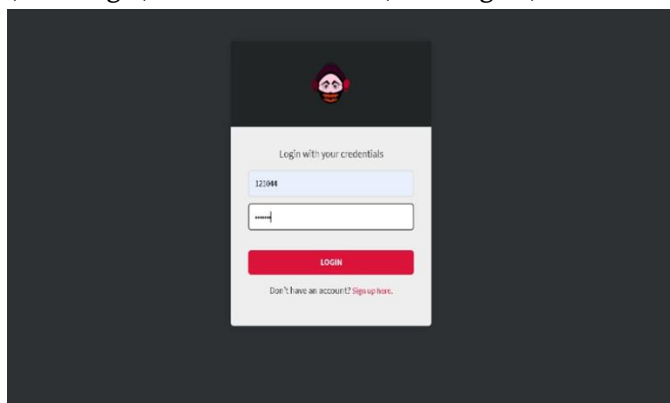 Login with your credentials
121044
••••••
LOGIN
Don't have an account? Sign up here.